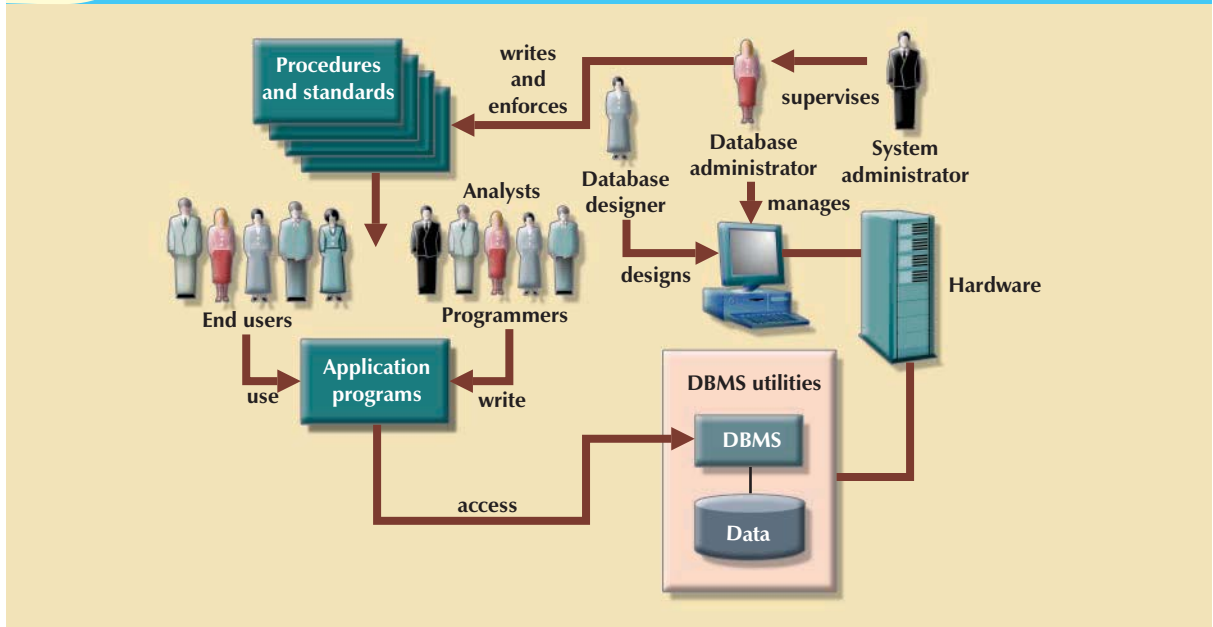 Procedures
and standards
writes
and
enforces
supervises
Database
administrator
System
administrator
Database
designer
manages
designs
Hardware
Analysts
End users
Programmers
use
Application
programs
write
access
DBMS utilities
DBMS
Data